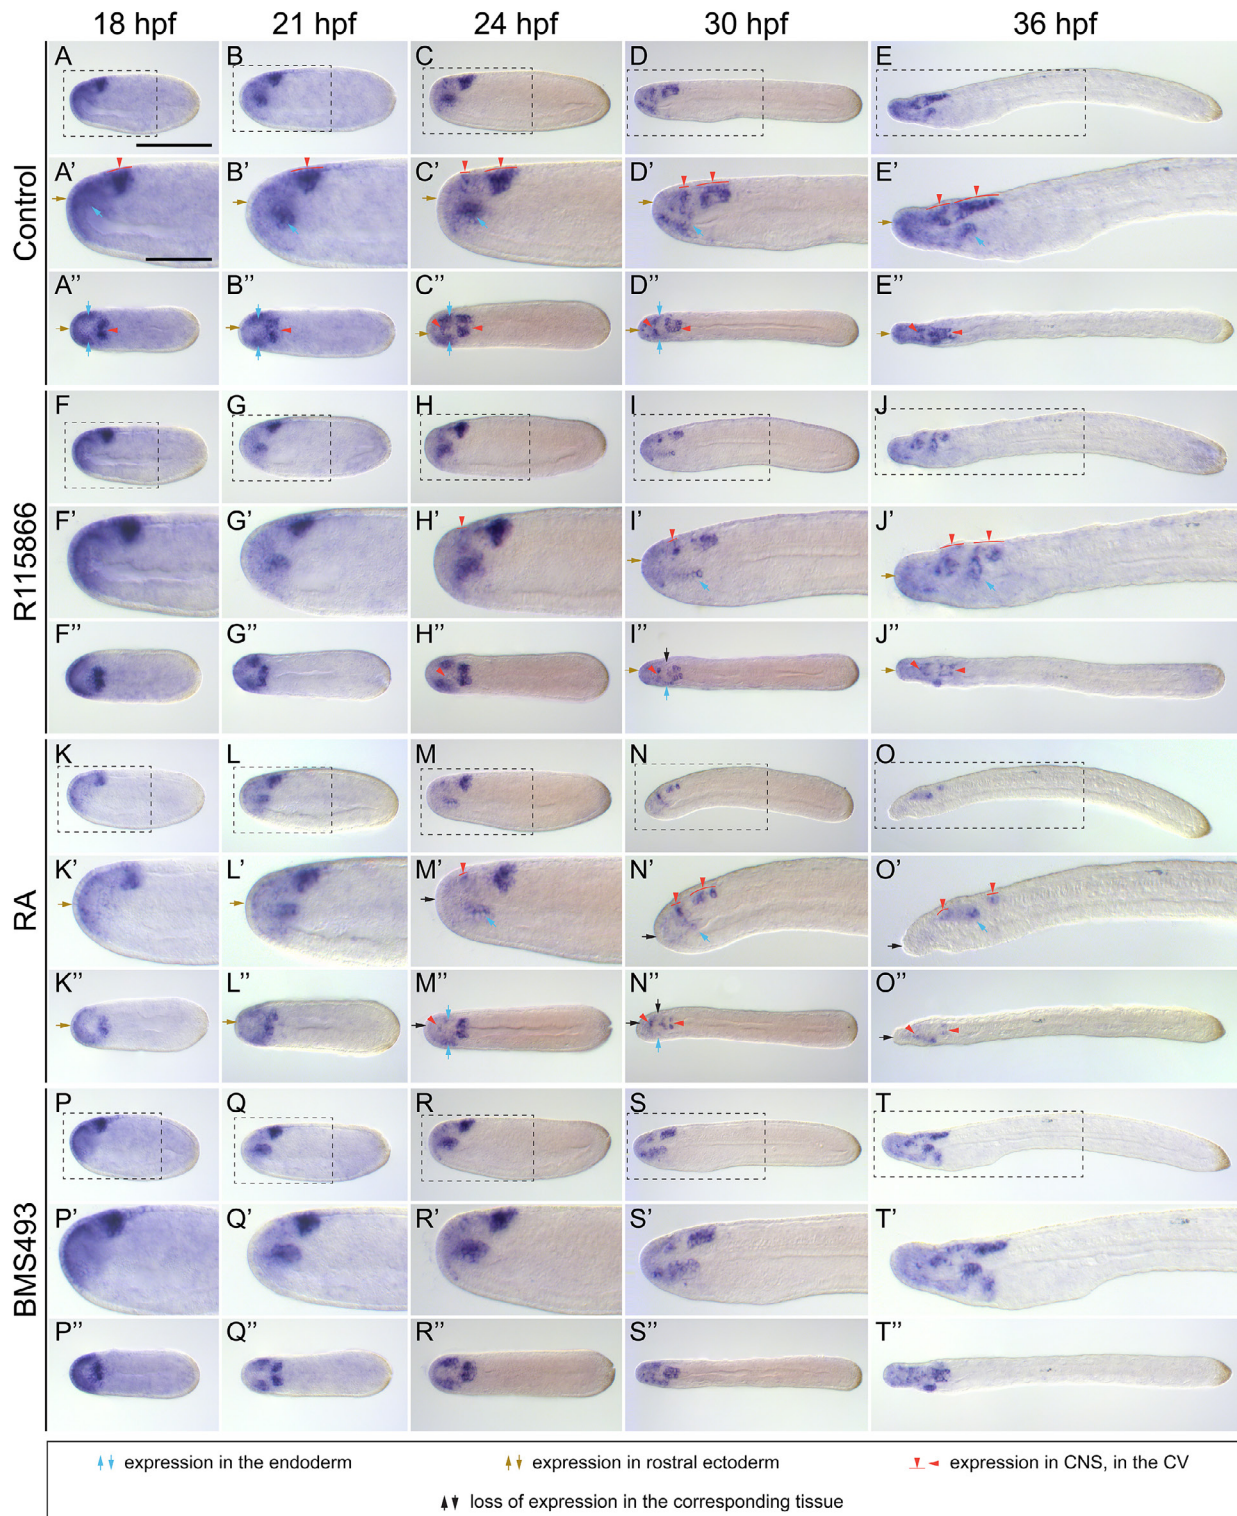 18 hpf 21 hpf 24 hpf 30 hpf 36 hpf
Control
A B C D E
A’ B’ C’ D’ E’
A’’ B’’ C’’ D’’ E’’
R115866
F G H I J
F’ G’ H’ I’ J’
F’’ G’’ H’’ I’’ J’’
RA
K L M N O
K’ L’ M’ N’ O’
K’’ L’’ M’’ N’’ O’’
BMS493
P Q R S T
P’ Q’ R’ S’ T’
P’’ Q’’ R’’ S’’ T’’
expression in the endoderm expression in rostral ectoderm expression in CNS, in the CV
loss of expression in the corresponding tissue